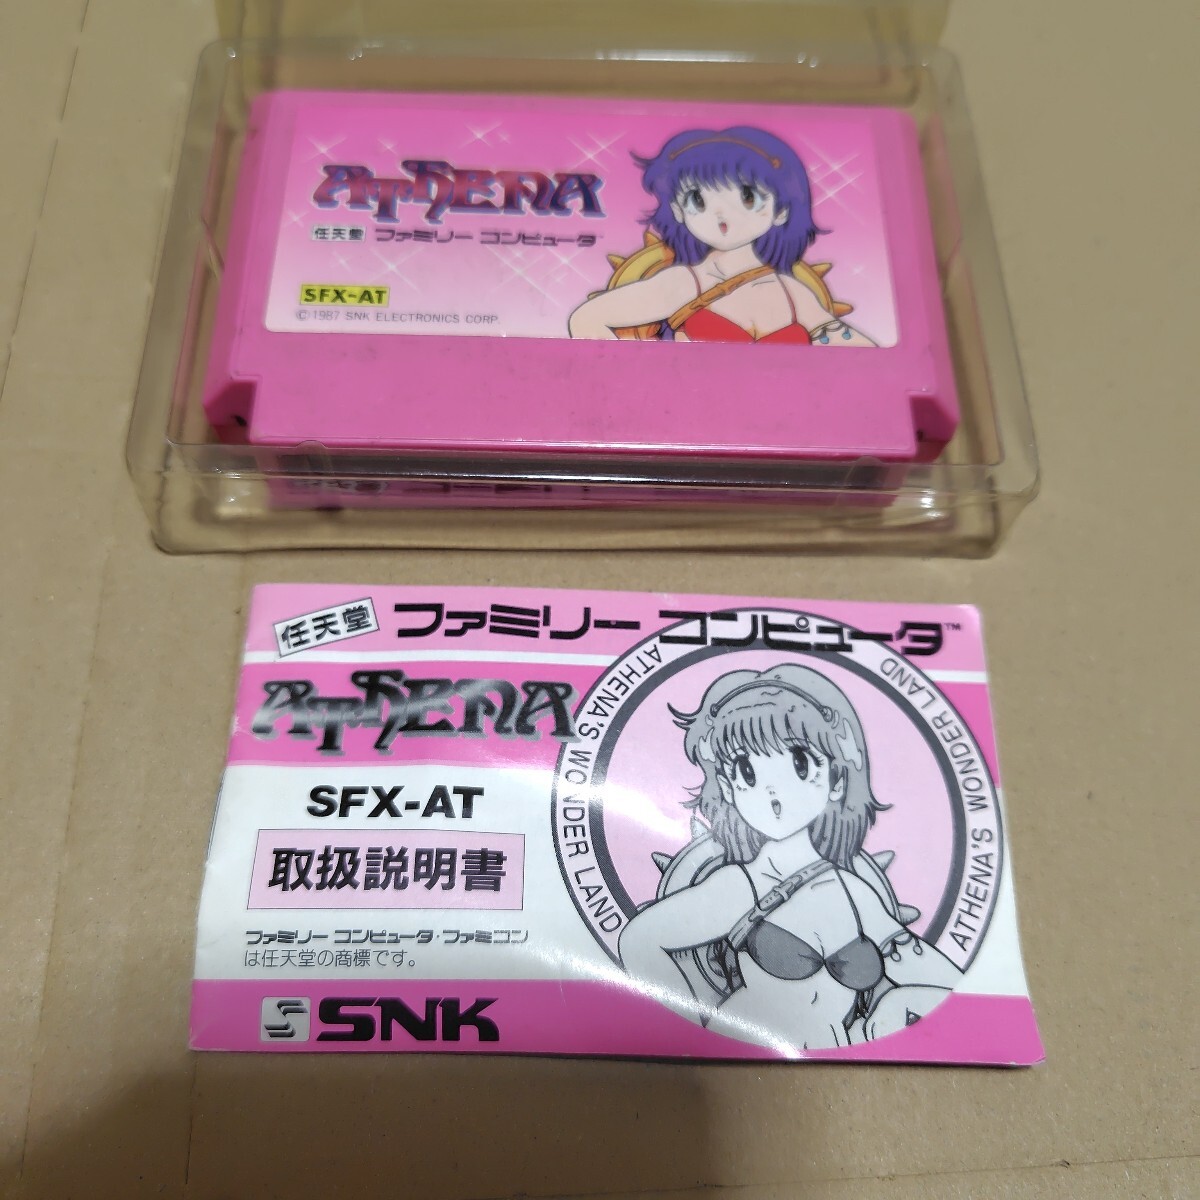 ATHENA
任天堂 ファミリー コンピュータ
SFX-AT
© 1987 SNK ELECTRONICS CORP.
任天堂 ファミリー コンピュータ™
ATHENA
ATHENA'S WONDER LAND
ATHENA'S WONDER LAND
SFX-AT
取扱説明書
ファミリー コンピュータ・ファミコン
は任天堂の商標です。
SNK